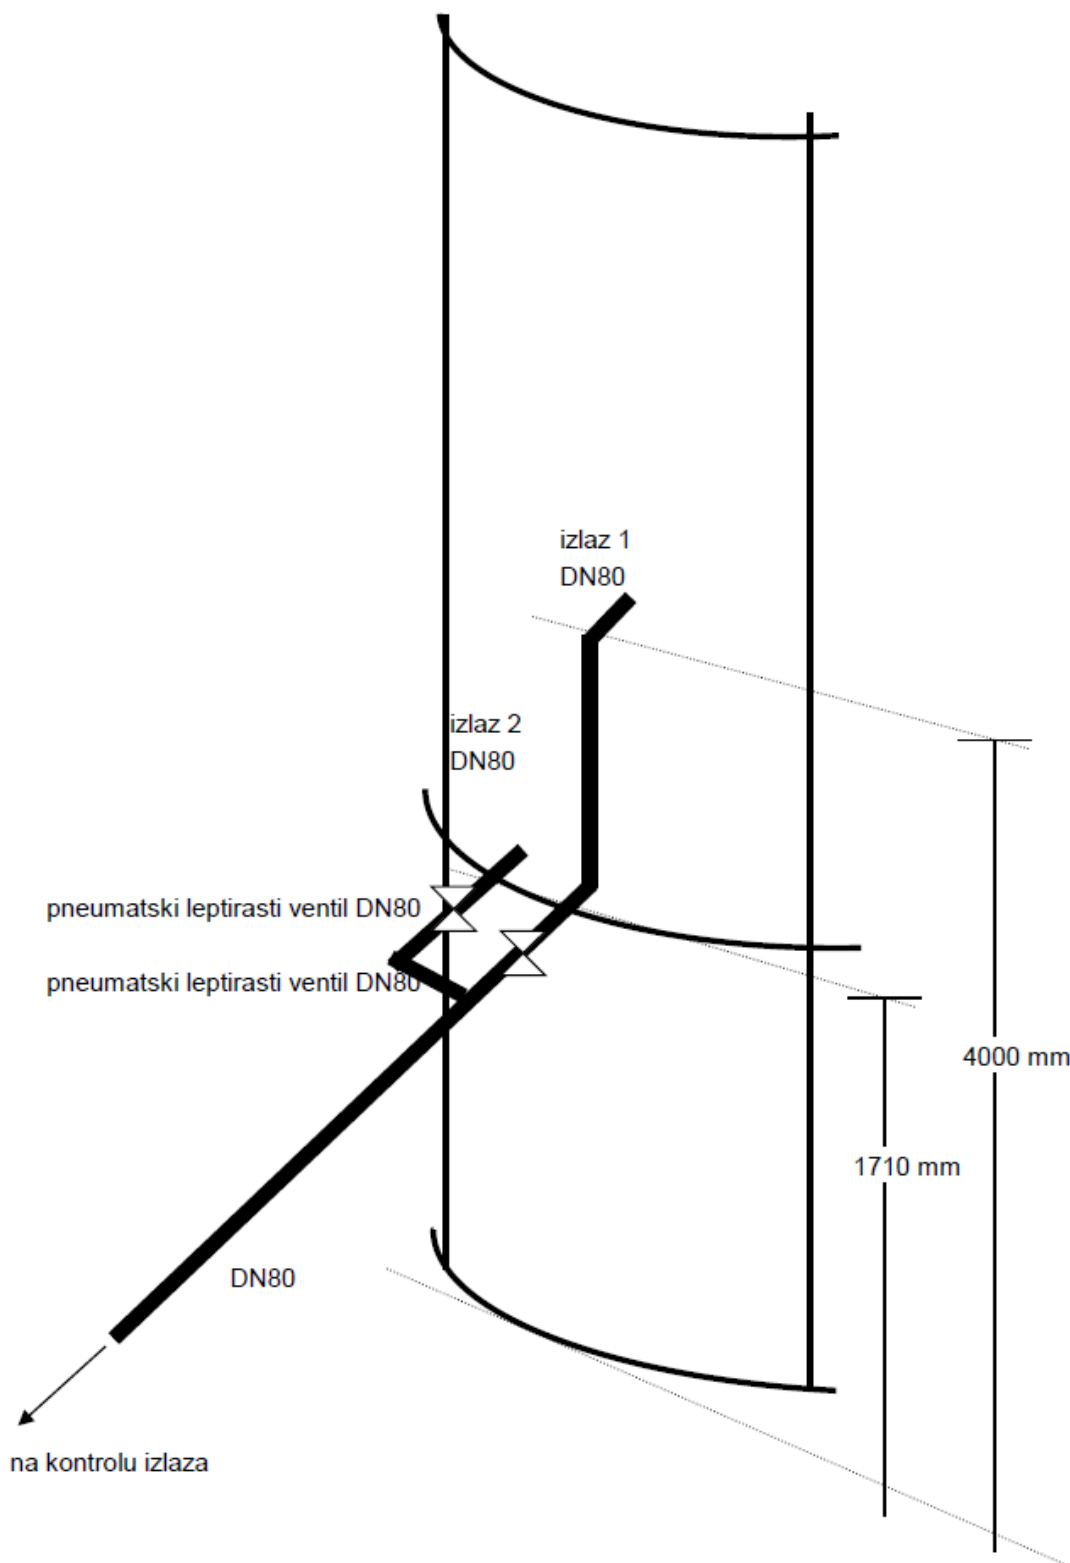 izlaz 1
DN80
izlaz 2
DN80
pneumatski leptirasti ventil DN80
pneumatski leptirasti ventil DN80
4000 mm
1710 mm
DN80
na kontrolu izlaza